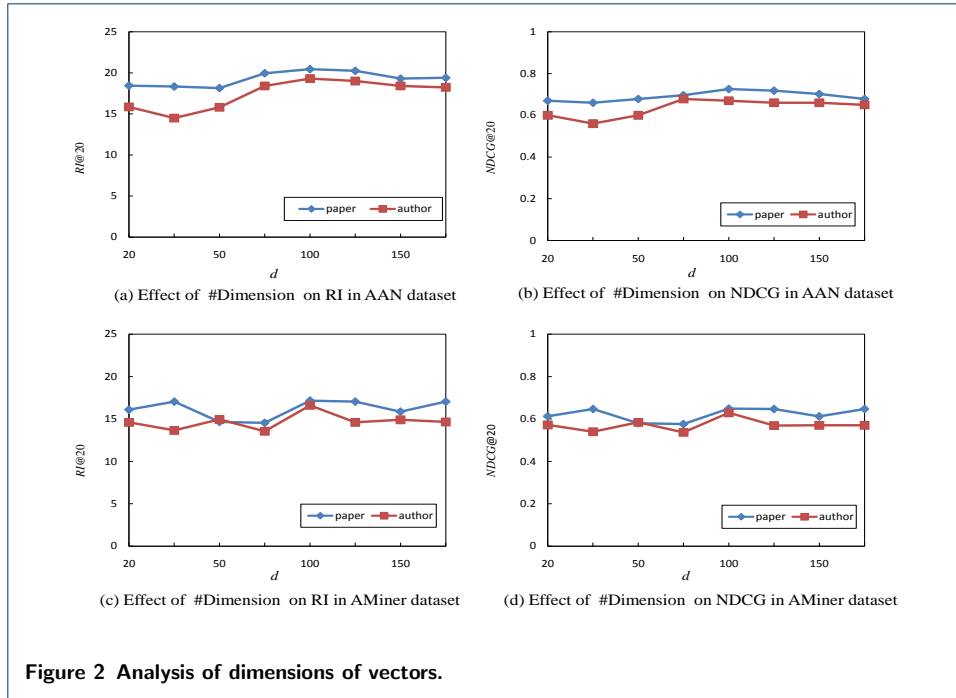 25
20
15
10
5
0
RI@20
20 50 100 150
d
paper author
(a) Effect of #Dimension on RI in AAN dataset
1
0.8
0.6
0.4
0.2
0
NDCG@20
20 50 100 150
d
paper author
(b) Effect of #Dimension on NDCG in AAN dataset
25
20
15
10
5
0
RI@20
20 50 100 150
d
paper author
(c) Effect of #Dimension on RI in AMiner dataset
1
0.8
0.6
0.4
0.2
0
NDCG@20
20 50 100 150
d
paper author
(d) Effect of #Dimension on NDCG in AMiner dataset
Figure 2 Analysis of dimensions of vectors.